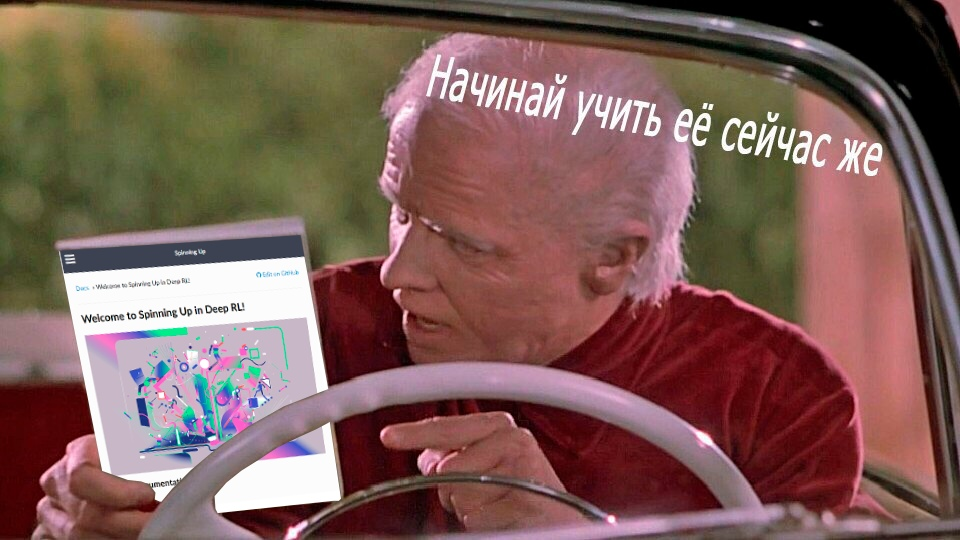 Начинай учить её сейчас же
Spinning Up
Docs » Welcome to Spinning Up in Deep RL!
Edit on GitHub
Welcome to Spinning Up in Deep RL!